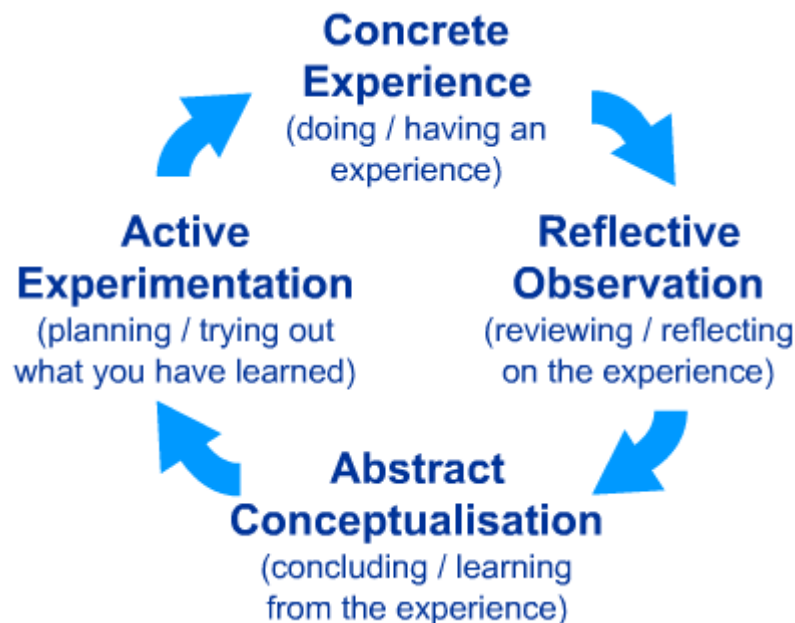 Concrete
Experience
(doing / having an
experience)
Active
Experimentation
(planning / trying out
what you have learned)
Reflective
Observation
(reviewing / reflecting
on the experience)
Abstract
Conceptualisation
(concluding / learning
from the experience)